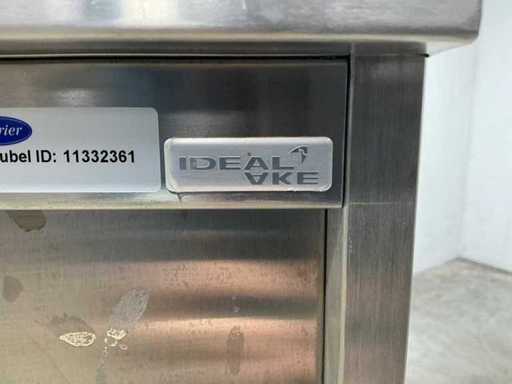 rier
ubel ID: 11332361
IDEAL
AKE